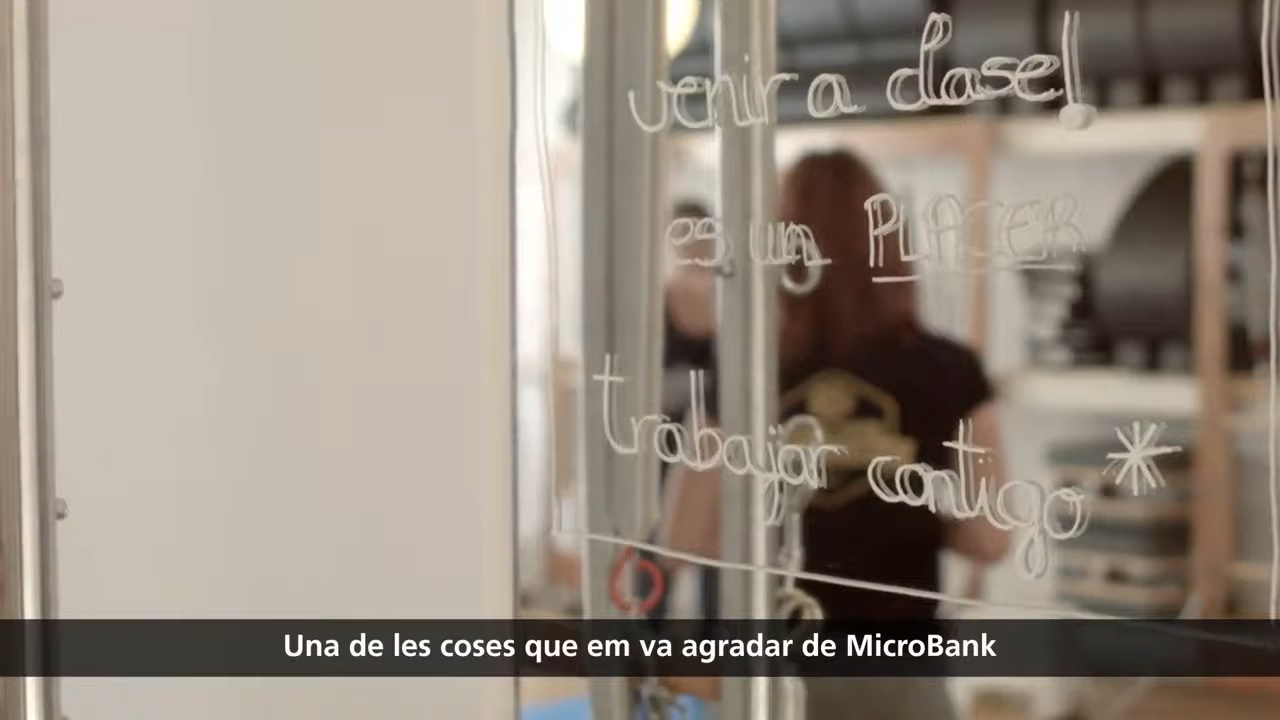 venir a clase!
es un PLACER
trabajar contigo *
Una de les coses que em va agradar de MicroBank